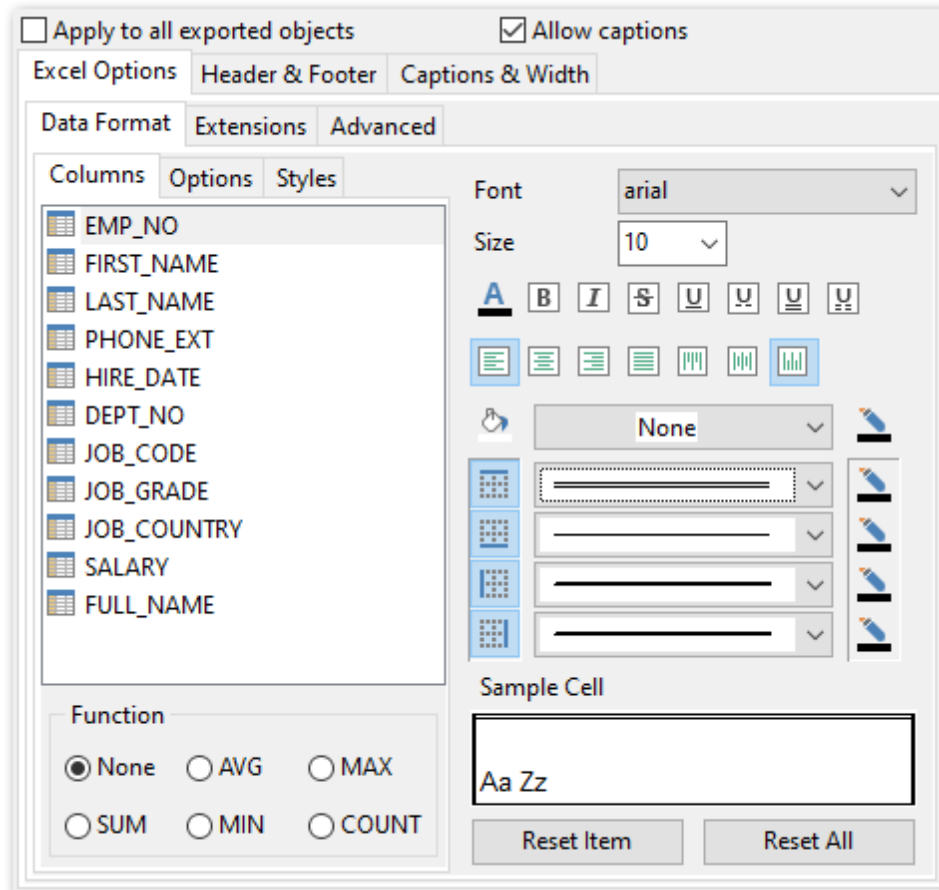 Apply to all exported objects Allow captions
Excel Options Header & Footer Captions & Width
Data Format Extensions Advanced
Columns Options Styles
EMP_NO
FIRST_NAME
LAST_NAME
PHONE_EXT
HIRE_DATE
DEPT_NO
JOB_CODE
JOB_GRADE
JOB_COUNTRY
SALARY
FULL_NAME
Function
None AVG MAX
SUM MIN COUNT
Font arial
Size 10
A B I S U U U U
None
Sample Cell
Aa Zz
Reset Item Reset All